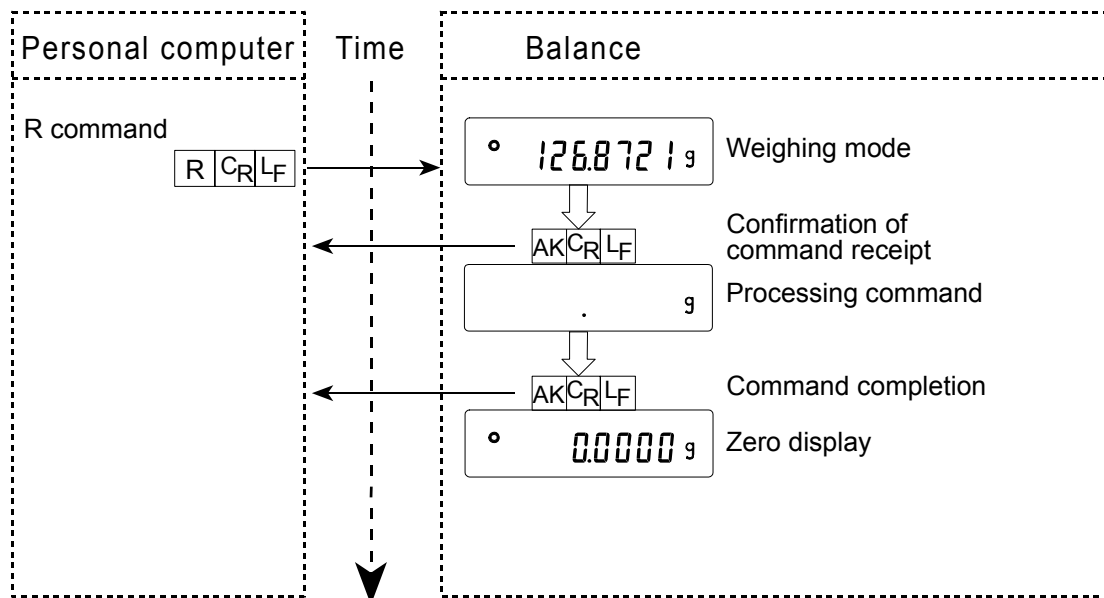 Personal computer
Time
Balance
R command
R CR LF
126.8721 g
Weighing mode
AK CR LF
Confirmation of
command receipt
. g
Processing command
AK CR LF
Command completion
0.0000 g
Zero display